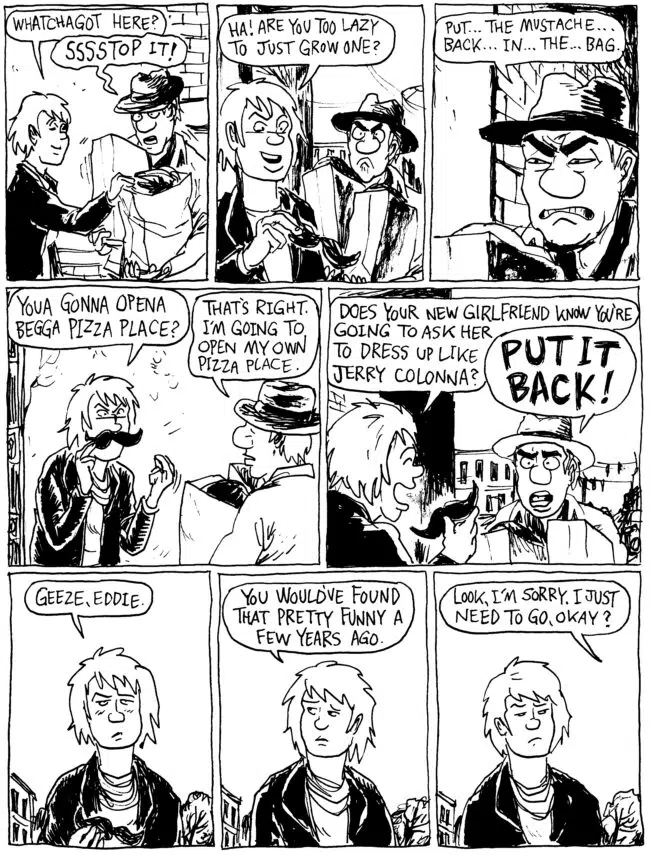 WHATCHAGOT HERE?
SSSSTOP IT!
HA! ARE YOU TOO LAZY
TO JUST GROW ONE?
PUT... THE MUSTACHE...
BACK... IN... THE... BAG.
YOUA GONNA OPENA
BEGGA PIZZA PLACE?
THAT'S RIGHT.
I'M GOING TO
OPEN MY OWN
PIZZA PLACE.
DOES YOUR NEW GIRLFRIEND KNOW YOU'RE
GOING TO ASK HER
TO DRESS UP LIKE
JERRY COLONNA?
PUT IT
BACK!
GEEZE, EDDIE.
YOU WOULD'VE FOUND
THAT PRETTY FUNNY A
FEW YEARS AGO.
LOOK, I'M SORRY. I JUST
NEED TO GO, OKAY?